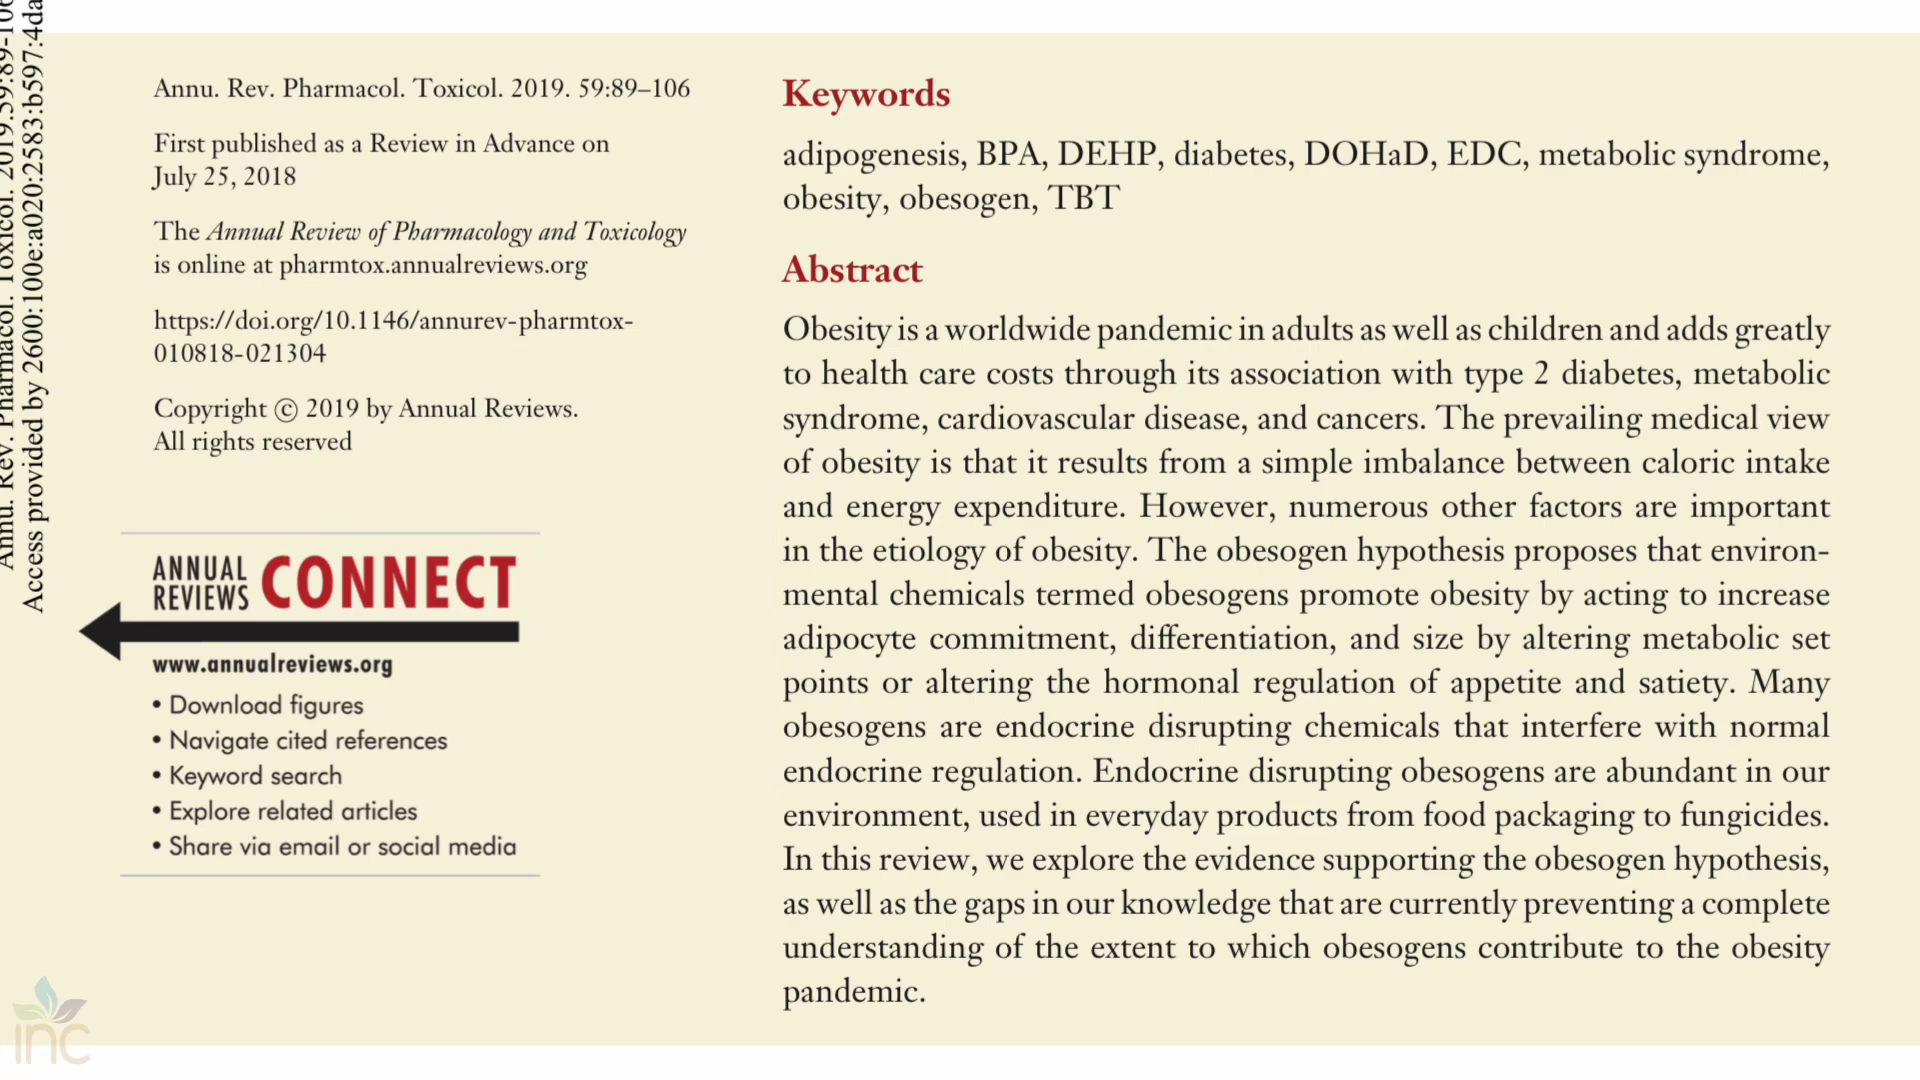 Annu. Rev. Pharmacol. Toxicol. 2019.59:89-106
Access provided by 2600:100e:a020:2583:b597:4da
Annu. Rev. Pharmacol. Toxicol. 2019. 59:89–106
First published as a Review in Advance on
July 25, 2018
The Annual Review of Pharmacology and Toxicology
is online at pharmtox.annualreviews.org
https://doi.org/10.1146/annurev-pharmtox-
010818-021304
Copyright © 2019 by Annual Reviews.
All rights reserved
ANNUAL
REVIEWS CONNECT
www.annualreviews.org
• Download figures
• Navigate cited references
• Keyword search
• Explore related articles
• Share via email or social media
Keywords
adipogenesis, BPA, DEHP, diabetes, DOHaD, EDC, metabolic syndrome,
obesity, obesogen, TBT
Abstract
Obesity is a worldwide pandemic in adults as well as children and adds greatly
to health care costs through its association with type 2 diabetes, metabolic
syndrome, cardiovascular disease, and cancers. The prevailing medical view
of obesity is that it results from a simple imbalance between caloric intake
and energy expenditure. However, numerous other factors are important
in the etiology of obesity. The obesogen hypothesis proposes that environ-
mental chemicals termed obesogens promote obesity by acting to increase
adipocyte commitment, differentiation, and size by altering metabolic set
points or altering the hormonal regulation of appetite and satiety. Many
obesogens are endocrine disrupting chemicals that interfere with normal
endocrine regulation. Endocrine disrupting obesogens are abundant in our
environment, used in everyday products from food packaging to fungicides.
In this review, we explore the evidence supporting the obesogen hypothesis,
as well as the gaps in our knowledge that are currently preventing a complete
understanding of the extent to which obesogens contribute to the obesity
pandemic.
inc